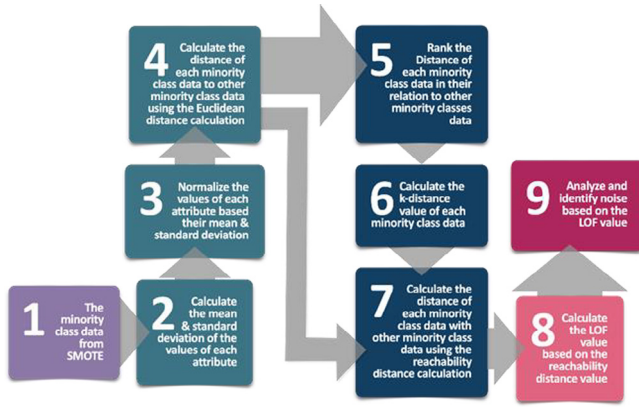 1
The
minority
class data
from
SMOTE
2
Calculate
the mean
& standard
deviation of the
values of each
attribute
3
Normalize the
values of each
attribute based
their mean &
standard deviation
4
Calculate the
distance of
each minority
class data to other
minority class data
using the Euclidean
distance calculation
5
Rank the
Distance of
each minority
class data in their
relation to other
minority classes
data
6
Calculate the
k-distance
value of each
minority class data
7
Calculate the
distance of
each minority
class data with
other minority class
data using the
reachability
distance calculation
8
Calculate
the LOF
value
based on the
reachability
distance value
9
Analyze and
identify noise
based on the
LOF value